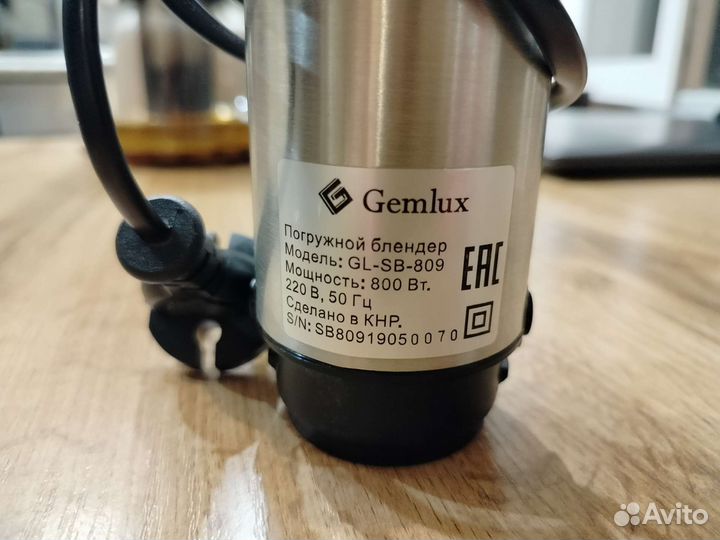 Gemlux
Погружной блендер
Модель: GL-SB-809
Мощность: 800 Вт.
220 В, 50 Гц
Сделано в КНР.
S/N: SB80919050070
EAC
Avito